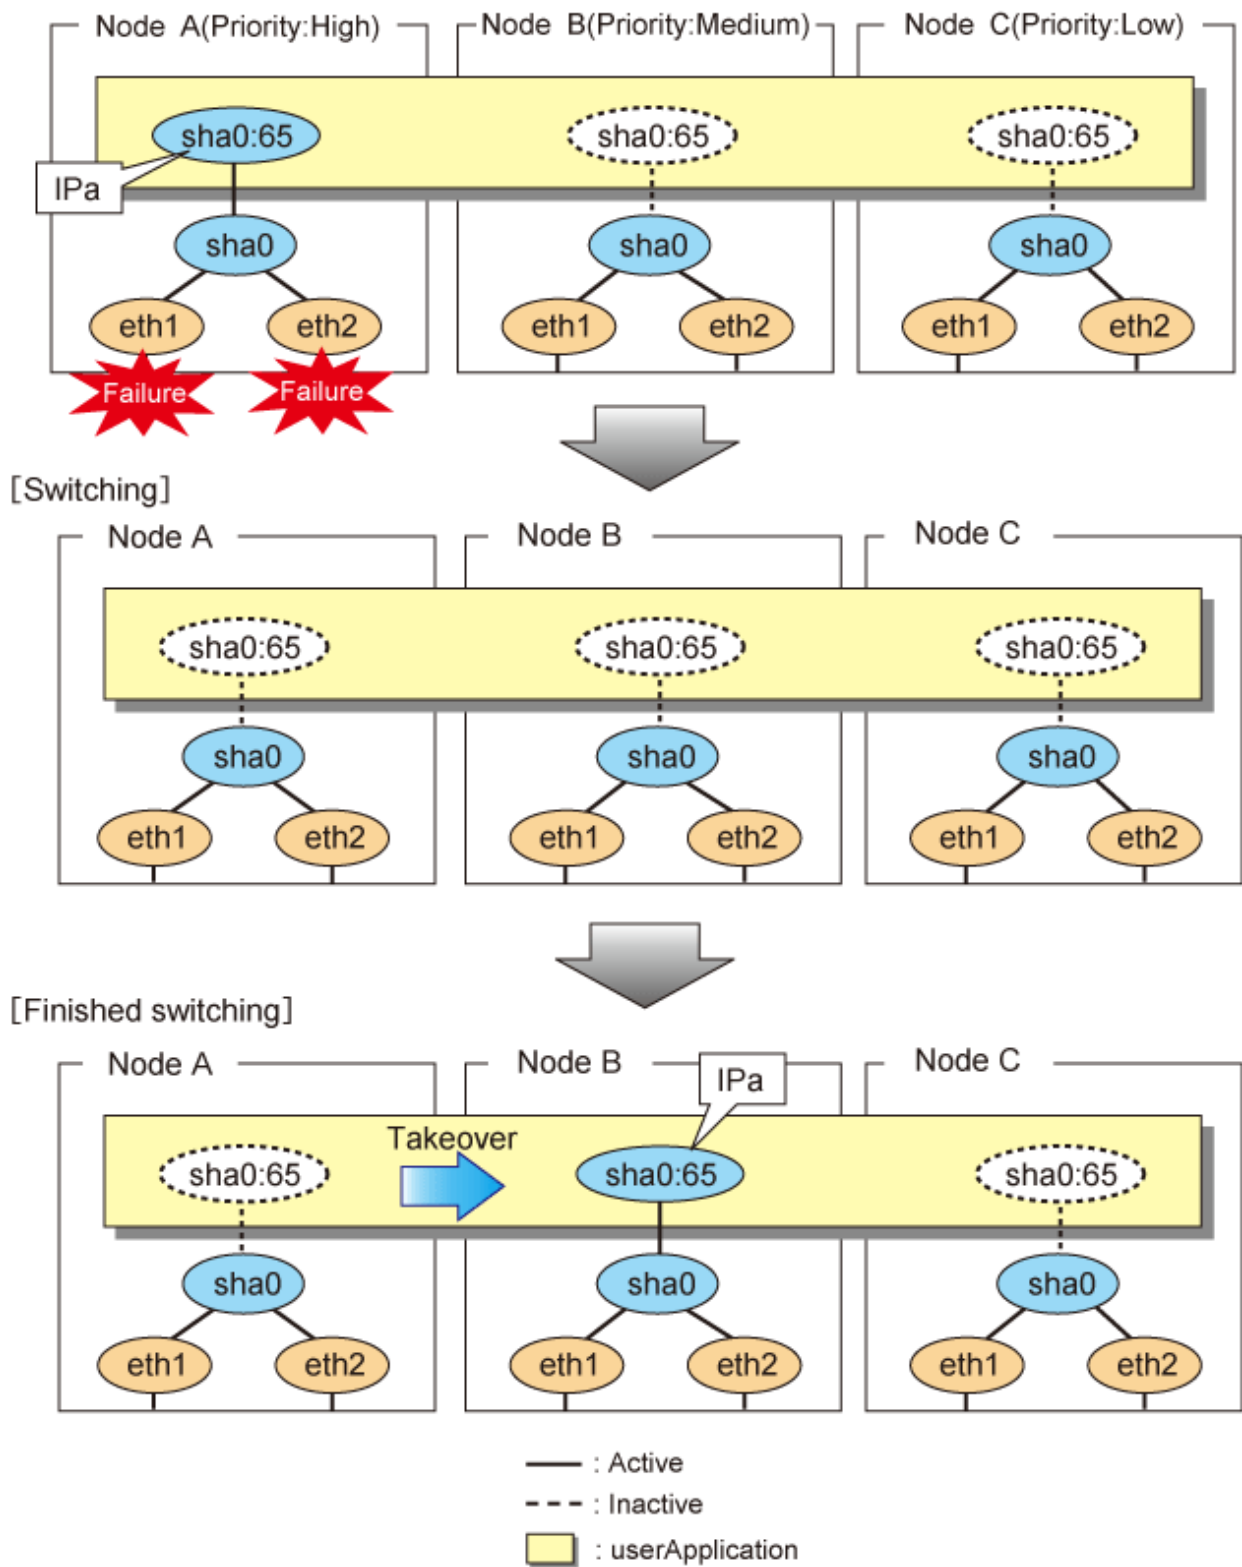 Node A(Priority:High) Node B(Priority:Medium) Node C(Priority:Low)
sha0:65 sha0:65 sha0:65
IPa
sha0 sha0 sha0
eth1 eth2 eth1 eth2 eth1 eth2
Failure Failure
[Switching]
Node A Node B Node C
sha0:65 sha0:65 sha0:65
sha0 sha0 sha0
eth1 eth2 eth1 eth2 eth1 eth2
[Finished switching]
Node A Node B Node C
IPa
Takeover
sha0:65 sha0:65 sha0:65
sha0 sha0 sha0
eth1 eth2 eth1 eth2 eth1 eth2
: Active
: Inactive
: userApplication